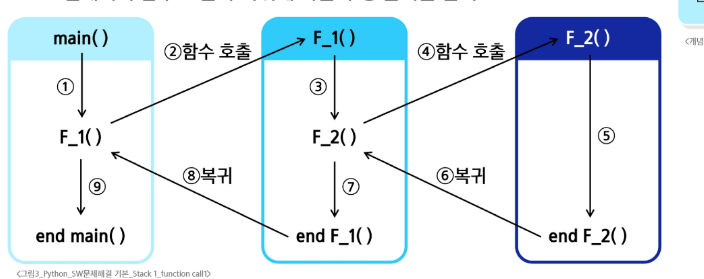 main( )
①
F_1( )
⑨
end main( )
②함수 호출
⑧복귀
F_1( )
③
F_2( )
⑦
end F_1( )
④함수 호출
⑥복귀
F_2( )
⑤
end F_2( )
<그림3_Python_SW문제해결 기본_Stack 1_function call1>
<개념